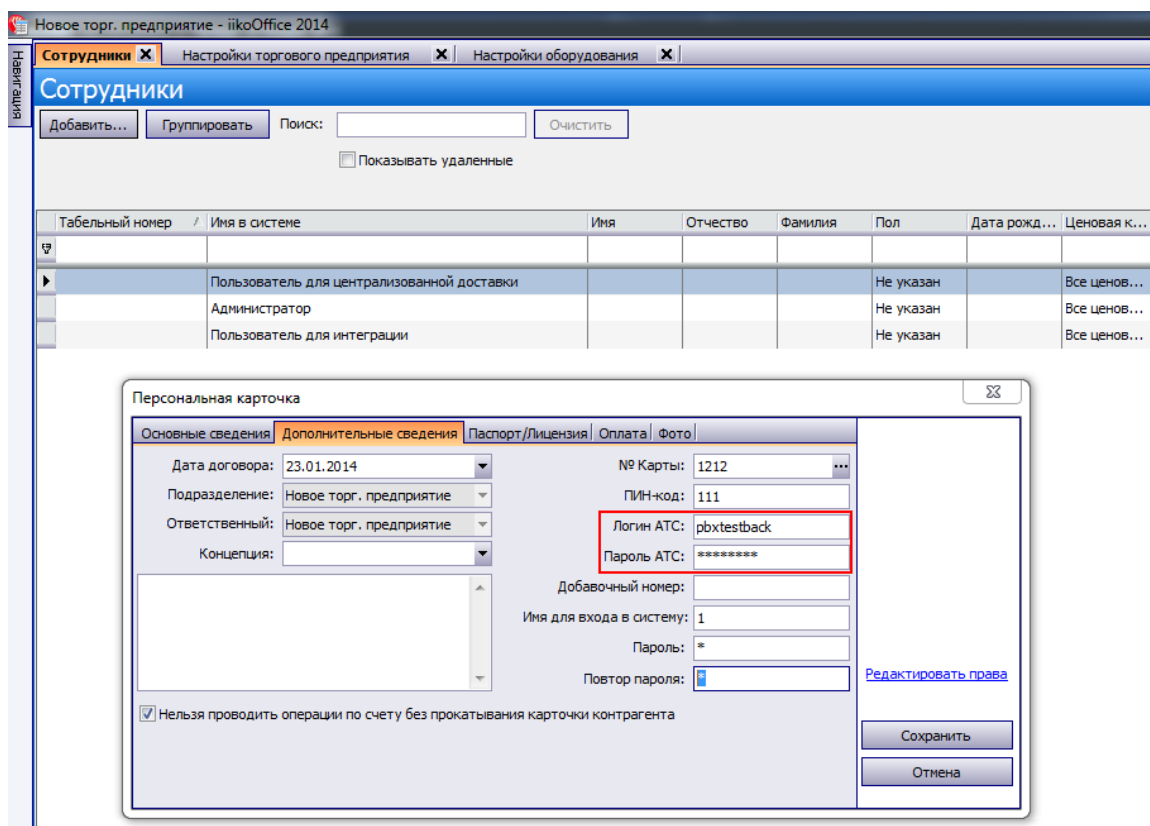 Новое торг. предприятие - iikoOffice 2014
Навигация
Сотрудники Настройки торгового предприятия Настройки оборудования
Сотрудники
Добавить... Группировать Поиск: Очистить
Показывать удаленные
Табельный номер Имя в системе Имя Отчество Фамилия Пол Дата рожд... Ценовая к...
Пользователь для централизованной доставки Не указан Все ценов...
Администратор Не указан Все ценов...
Пользователь для интеграции Не указан Все ценов...
Персональная карточка
Основные сведения Дополнительные сведения Паспорт/Лицензия Оплата Фото
Дата договора: 23.01.2014 № Карты: 1212 ...
Подразделение: Новое торг. предприятие ПИН-код: 111
Ответственный: Новое торг. предприятие Логин АТС: pbxtestback
Концепция: Пароль АТС: ********
Добавочный номер:
Имя для входа в систему: 1
Пароль: *
Повтор пароля: *
Редактировать права
Нельзя проводить операции по счету без прокатывания карточки контрагента
Сохранить
Отмена